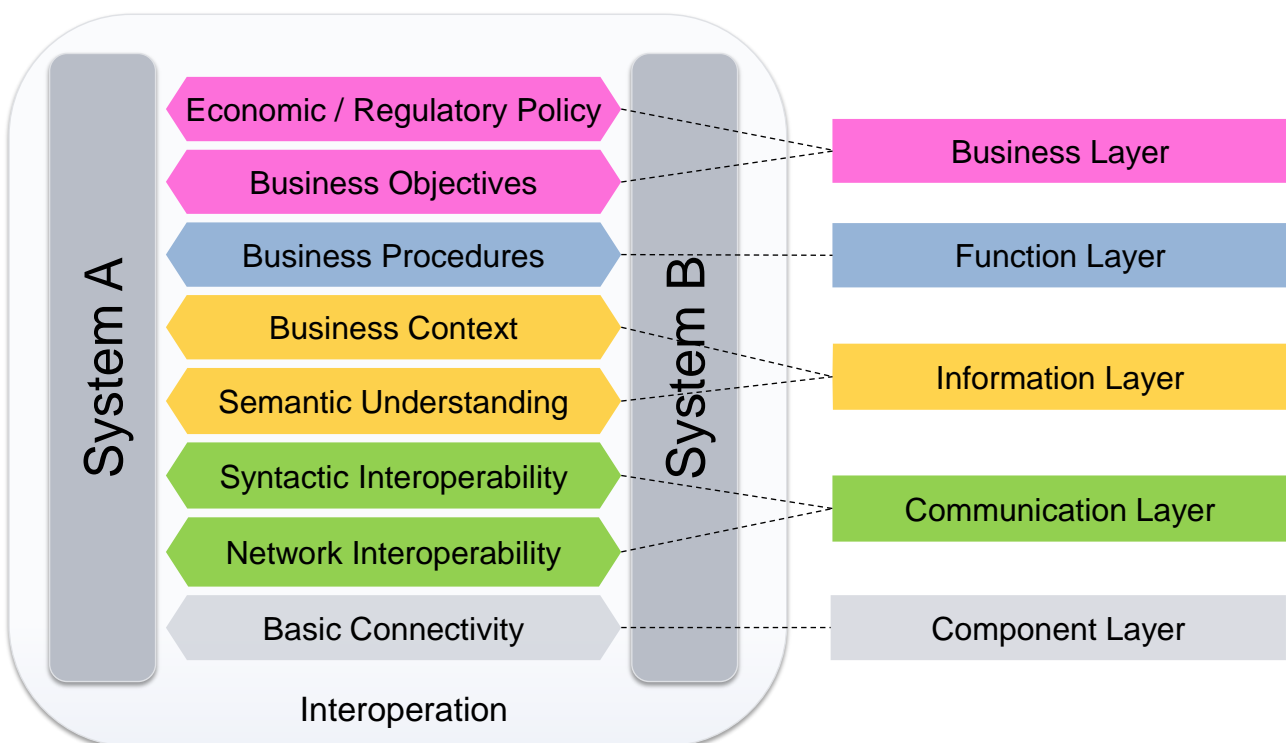 System A
Economic / Regulatory Policy
Business Objectives
Business Procedures
Business Context
Semantic Understanding
Syntactic Interoperability
Network Interoperability
Basic Connectivity
System B
Interoperation
Business Layer
Function Layer
Information Layer
Communication Layer
Component Layer